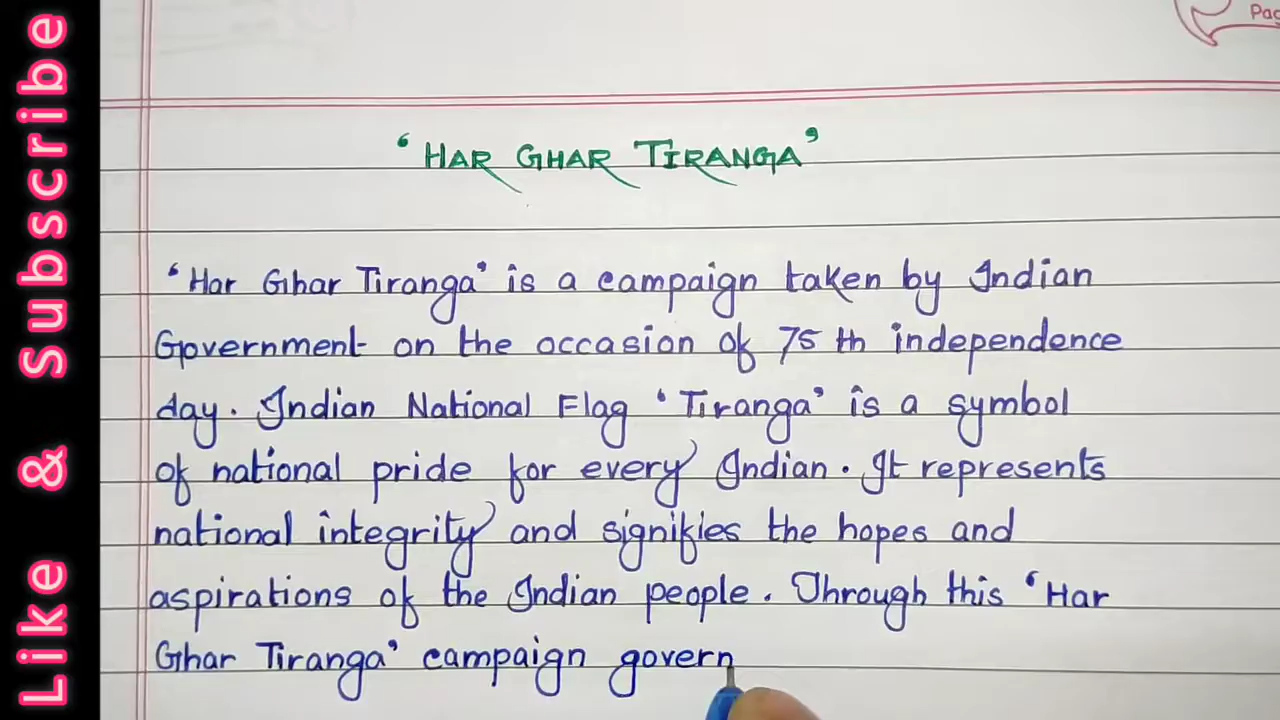 Like & Subscribe
Pag
‘HAR GHAR TIRANGA’
‘Har Ghar Tiranga’ is a campaign taken by Indian
Government on the occasion of 75 th independence
day. Indian National Flag ‘Tiranga’ is a symbol
of national pride for every Indian. It represents
national integrity and signifies the hopes and
aspirations of the Indian people. Through this ‘Har
Ghar Tiranga’ campaign govern